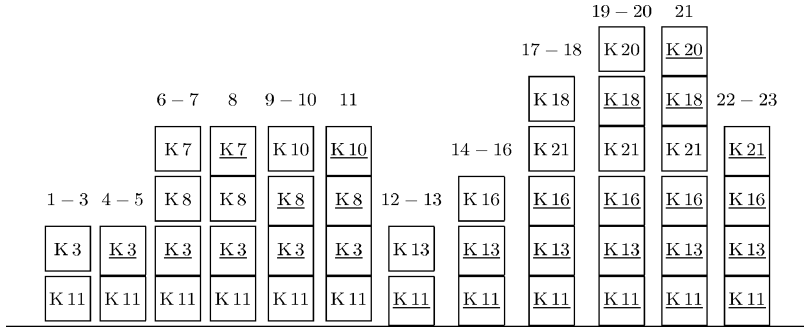 19 − 20 21
17 − 18 K 20 K 20
6 − 7 8 9 − 10 11 K 18 K 18 K 18 22 − 23
K 7 K 7 K 10 K 10 14 − 16 K 21 K 21 K 21 K 21
1 − 3 4 − 5 K 8 K 8 K 8 K 8 12 − 13 K 16 K 16 K 16 K 16 K 16
K 3 K 3 K 3 K 3 K 3 K 3 K 13 K 13 K 13 K 13 K 13 K 13
K 11 K 11 K 11 K 11 K 11 K 11 K 11 K 11 K 11 K 11 K 11 K 11